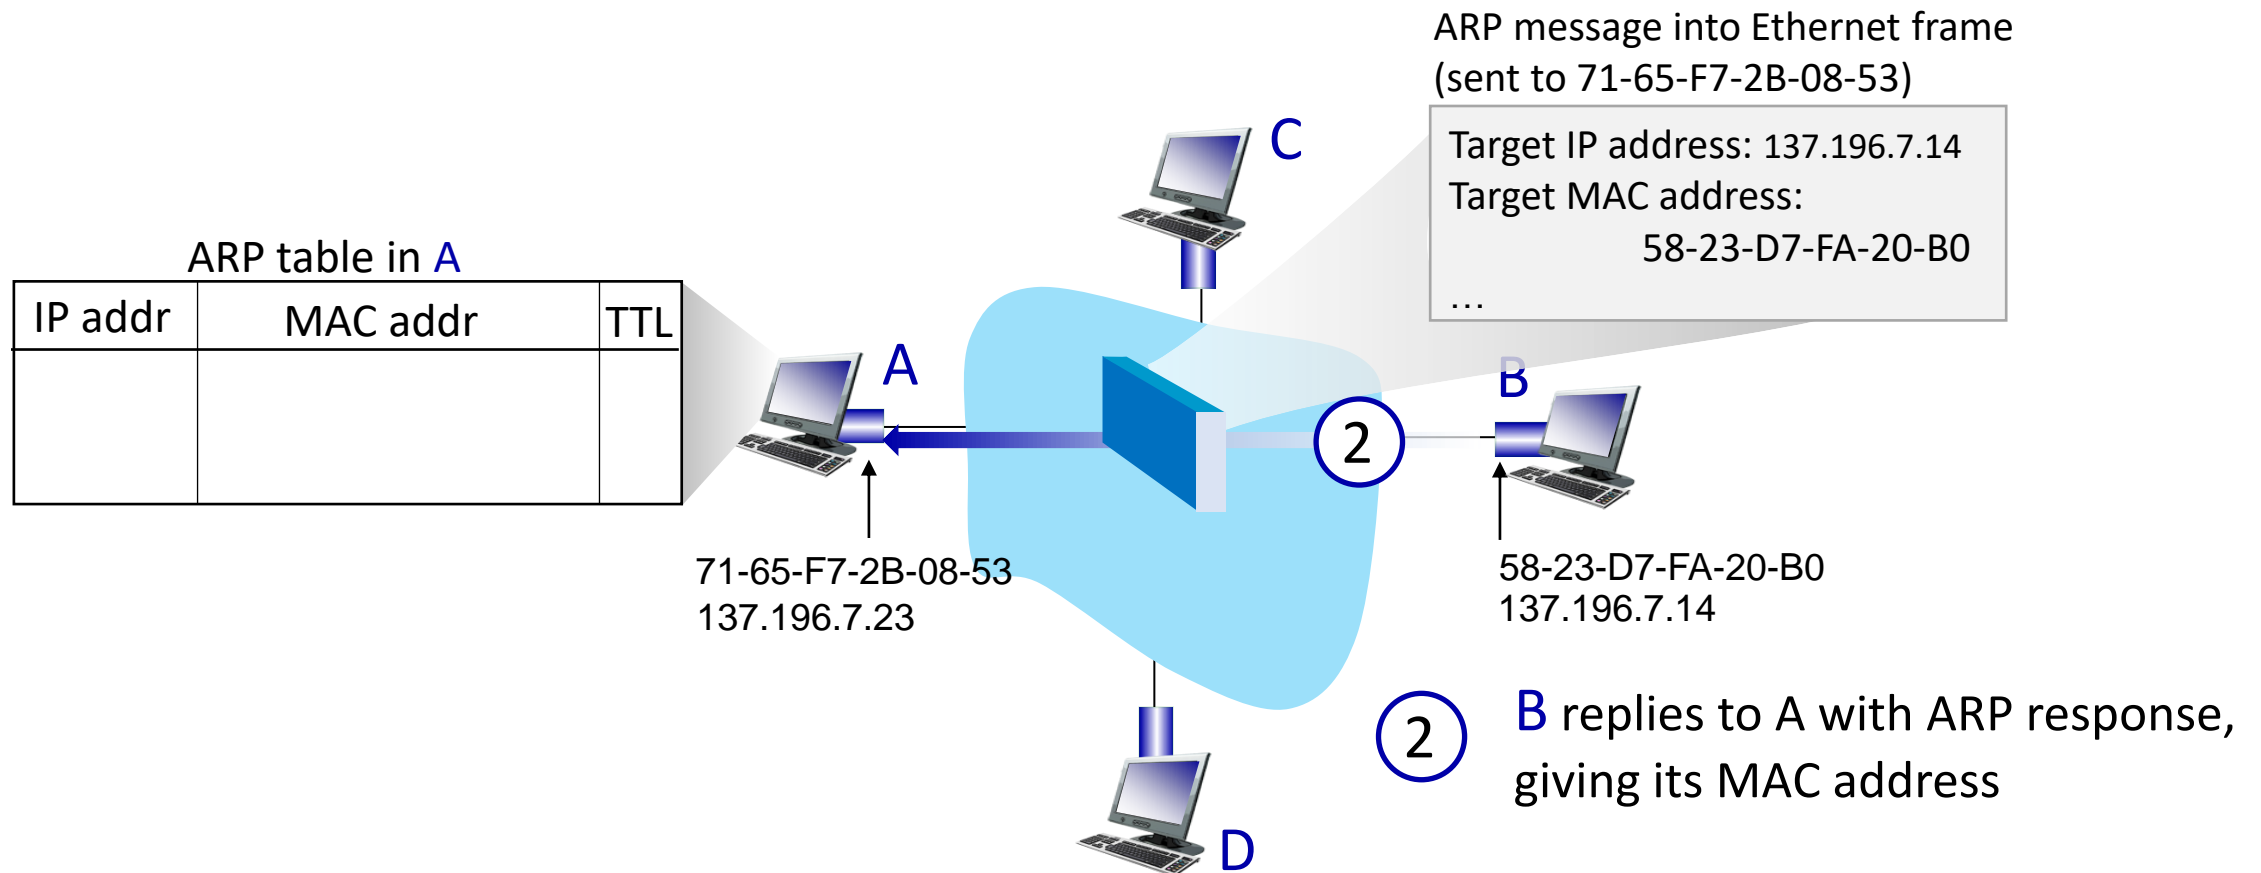 ARP message into Ethernet frame
(sent to 71-65-F7-2B-08-53)
Target IP address: 137.196.7.14
Target MAC address:
58-23-D7-FA-20-B0
…
C
ARP table in A
IP addr MAC addr TTL
A
B
2
71-65-F7-2B-08-53
137.196.7.23
58-23-D7-FA-20-B0
137.196.7.14
2
B replies to A with ARP response,
giving its MAC address
D